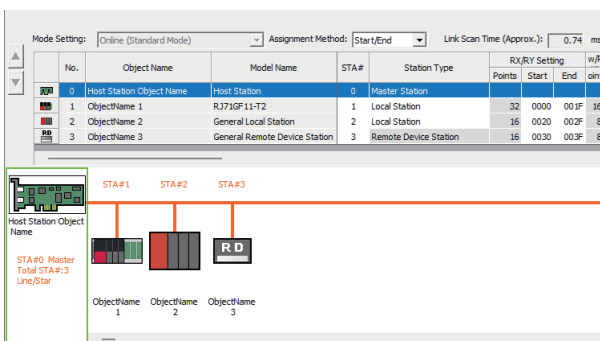 Mode Setting: Online (Standard Mode) Assignment Method: Start/End Link Scan Time (Approx.): 0.74 ms
No. Object Name Model Name STA# Station Type RX/RY Setting
Points Start End
0 Host Station Object Name Host Station 0 Master Station
1 ObjectName 1 RJ71GF11-T2 1 Local Station 32 0000 001F 16
2 ObjectName 2 General Local Station 2 Local Station 16 0020 002F 8
RD 3 ObjectName 3 General Remote Device Station 3 Remote Device Station 16 0030 003F 8
STA#1 STA#2 STA#3
Host Station Object
Name
STA#0 Master
Total STA#:3
Line/Star
RD
ObjectName
1
ObjectName
2
ObjectName
3